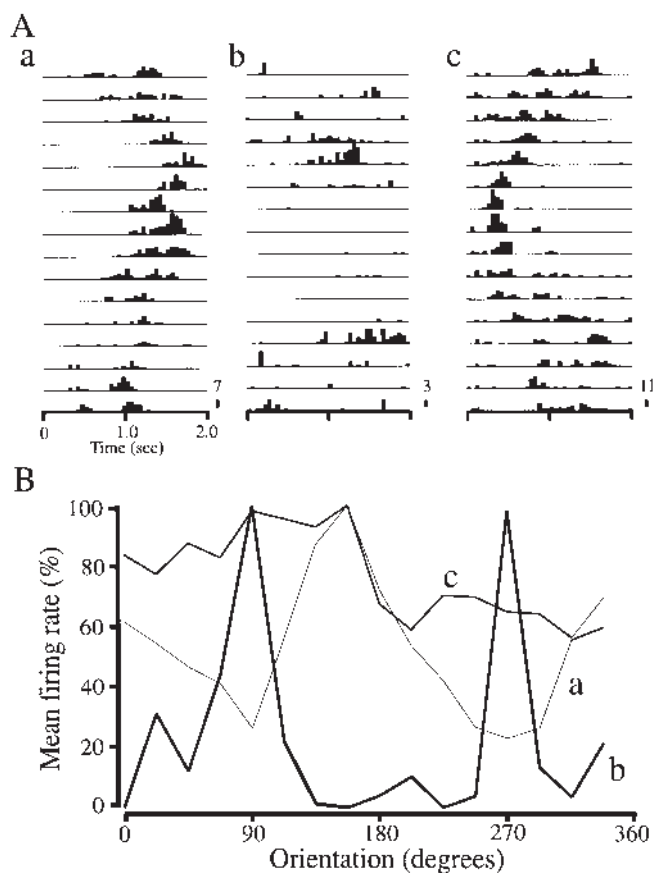 A
a b c
7 3 11
0 1.0 2.0
Time (sec)
B
100
80
60
40
20
0
Mean firing rate (%)
c
a
b
0 90 180 270 360
Orientation (degrees)